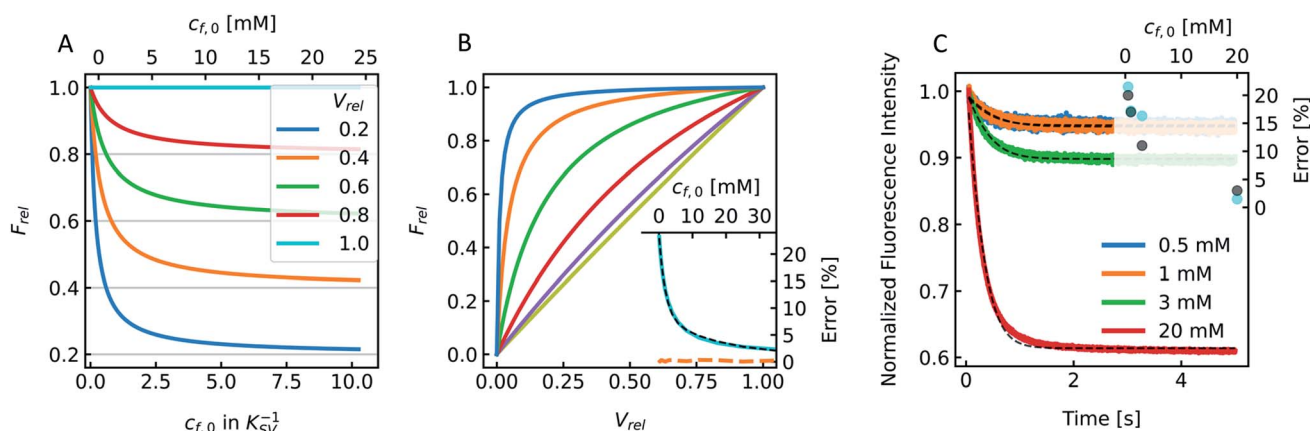 A
c_{f,0} [mM]
0 5 10 15 20 25
F_{rel}
1.0
0.8
0.6
0.4
0.2
V_{rel}
0.2
0.4
0.6
0.8
1.0
0.0 2.5 5.0 7.5 10.0
c_{f,0} in K_{SV}^{-1}
B
F_{rel}
1.0
0.8
0.6
0.4
0.2
0.0
c_{f,0} [mM]
0 10 20 30
20
15
10
5
0
Error [%]
0.00 0.25 0.50 0.75 1.00
V_{rel}
C
c_{f,0} [mM]
0 10 20
Normalized Fluorescence Intensity
1.0
0.9
0.8
0.7
0.6
20
15
10
5
0
Error [%]
0.5 mM
1 mM
3 mM
20 mM
0 2 4
Time [s]